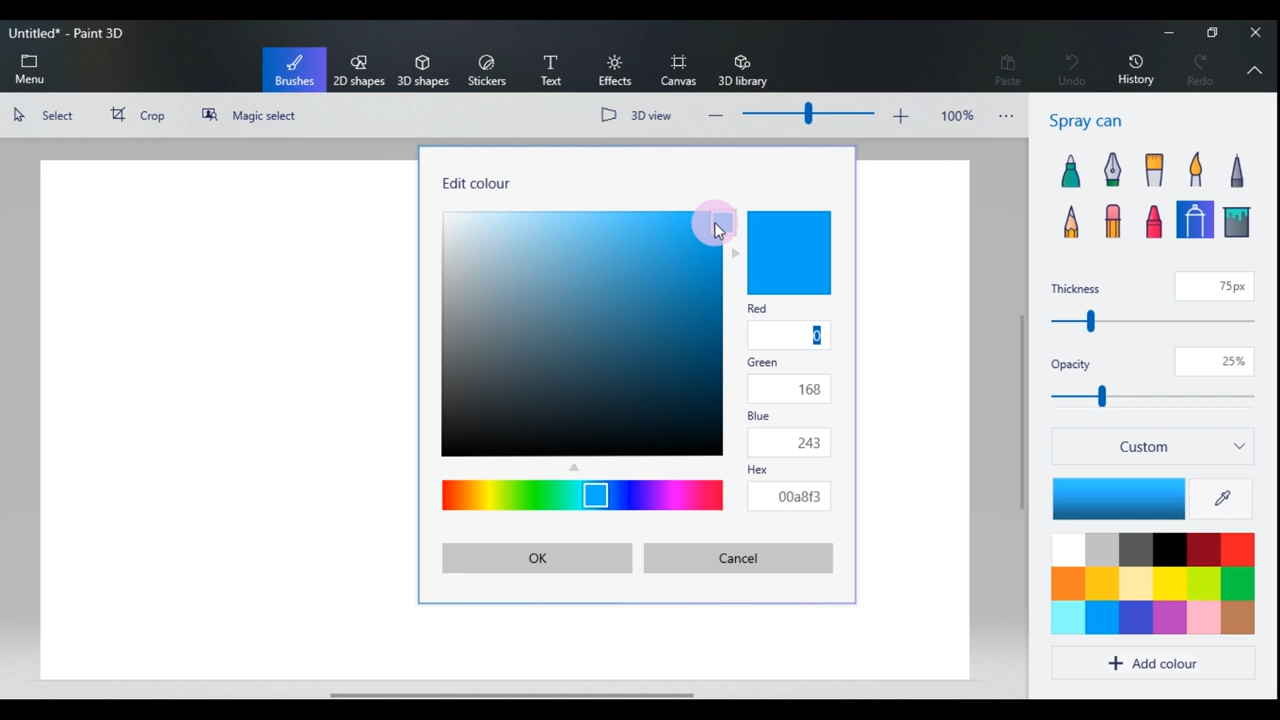 Untitled* - Paint 3D
Menu
Brushes
2D shapes
3D shapes
Stickers
Text
Effects
Canvas
3D library
Paste
Undo
History
Redo
Select
Crop
Magic select
3D view
100%
Spray can
Thickness
75px
Opacity
25%
Custom
Add colour
Edit colour
Red
0
Green
168
Blue
243
Hex
00a8f3
OK
Cancel